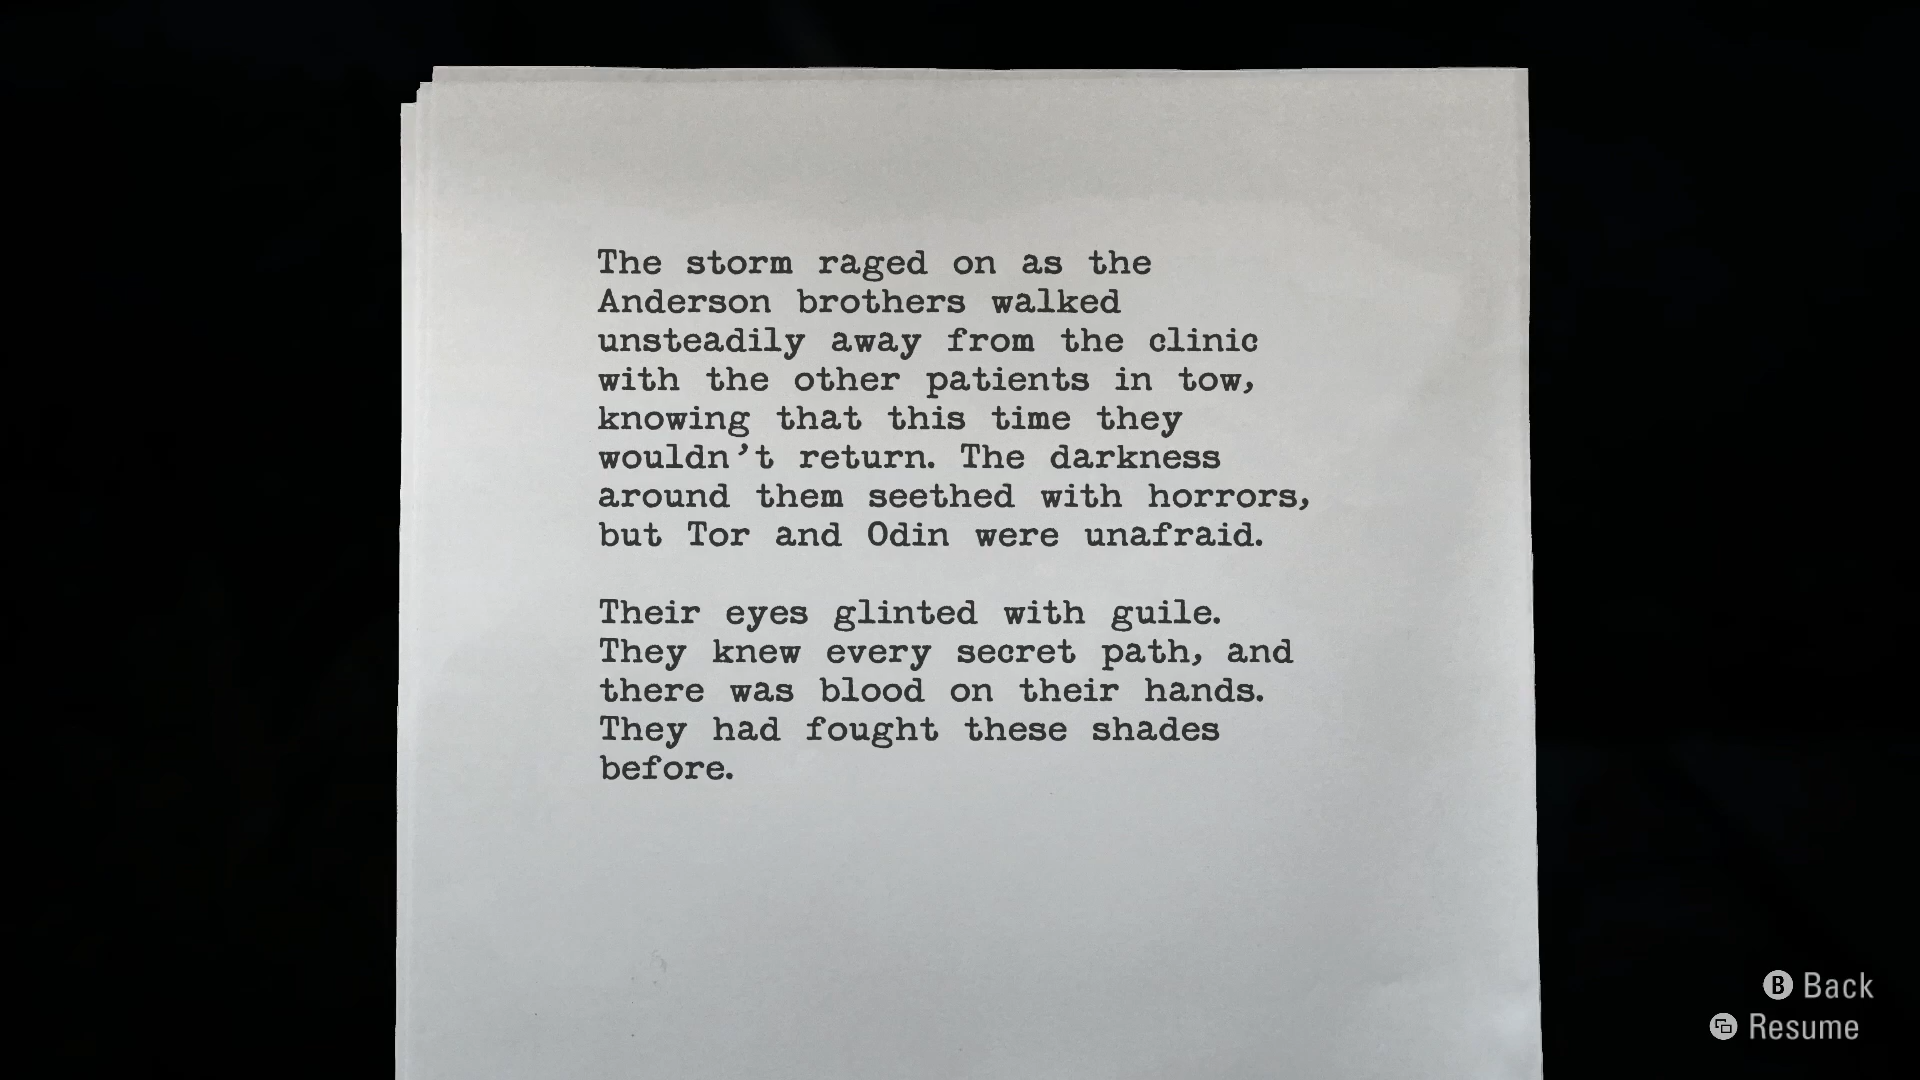 The storm raged on as the
Anderson brothers walked
unsteadily away from the clinic
with the other patients in tow,
knowing that this time they
wouldn't return. The darkness
around them seethed with horrors,
but Tor and Odin were unafraid.

Their eyes glinted with guile.
They knew every secret path, and
there was blood on their hands.
They had fought these shades
before.
B Back
Resume